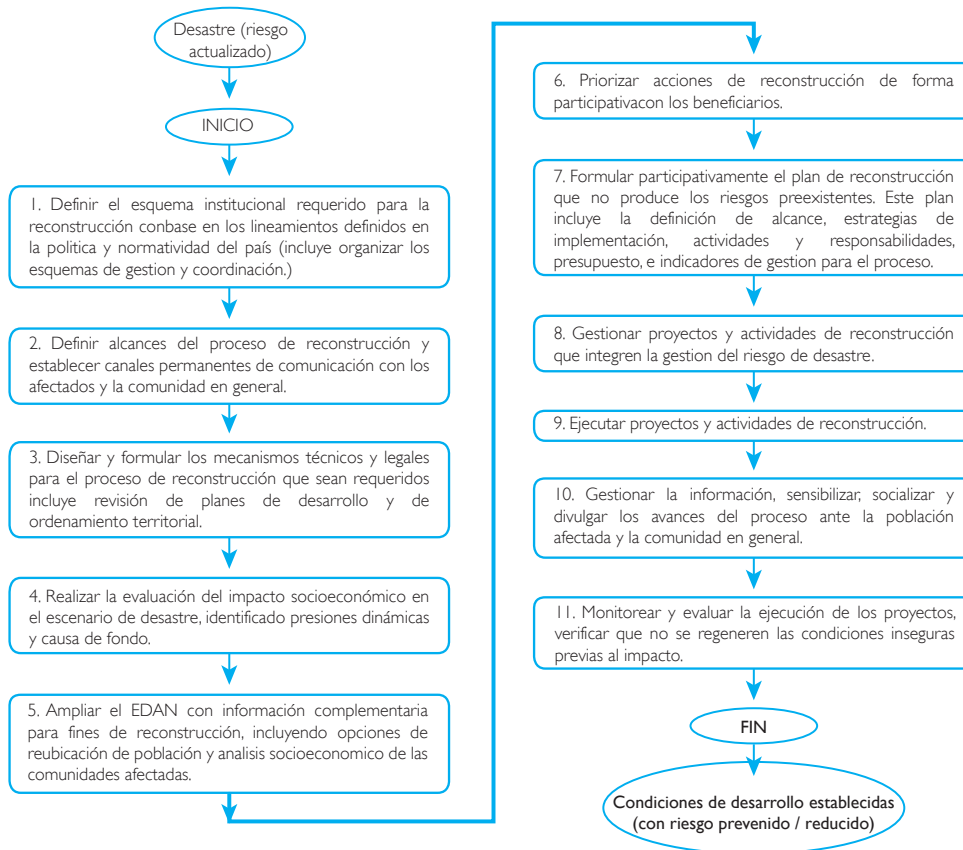 Desastre (riesgo
actualizado)
INICIO
1. Definir el esquema institucional requerido para la
reconstrucción conbase en los lineamientos definidos en
la politica y normatividad del país (incluye organizar los
esquemas de gestion y coordinación.)
2. Definir alcances del proceso de reconstrucción y
establecer canales permanentes de comunicación con los
afectados y la comunidad en general.
3. Diseñar y formular los mecanismos técnicos y legales
para el proceso de reconstrucción que sean requeridos
incluye revisión de planes de desarrollo y de
ordenamiento territorial.
4. Realizar la evaluación del impacto socioeconómico en
el escenario de desastre, identificado presiones dinámicas
y causa de fondo.
5. Ampliar el EDAN con información complementaria
para fines de reconstrucción, incluyendo opciones de
reubicación de población y analisis socioeconomico de las
comunidades afectadas.
6. Priorizar acciones de reconstrucción de forma
participativacon los beneficiarios.
7. Formular participativamente el plan de reconstrucción
que no produce los riesgos preexistentes. Este plan
incluye la definición de alcance, estrategias de
implementación, actividades y responsabilidades,
presupuesto, e indicadores de gestion para el proceso.
8. Gestionar proyectos y actividades de reconstrucción
que integren la gestion del riesgo de desastre.
9. Ejecutar proyectos y actividades de reconstrucción.
10. Gestionar la información, sensibilizar, socializar y
divulgar los avances del proceso ante la población
afectada y la comunidad en general.
11. Monitorear y evaluar la ejecución de los proyectos,
verificar que no se regeneren las condiciones inseguras
previas al impacto.
FIN
Condiciones de desarrollo establecidas
(con riesgo prevenido / reducido)